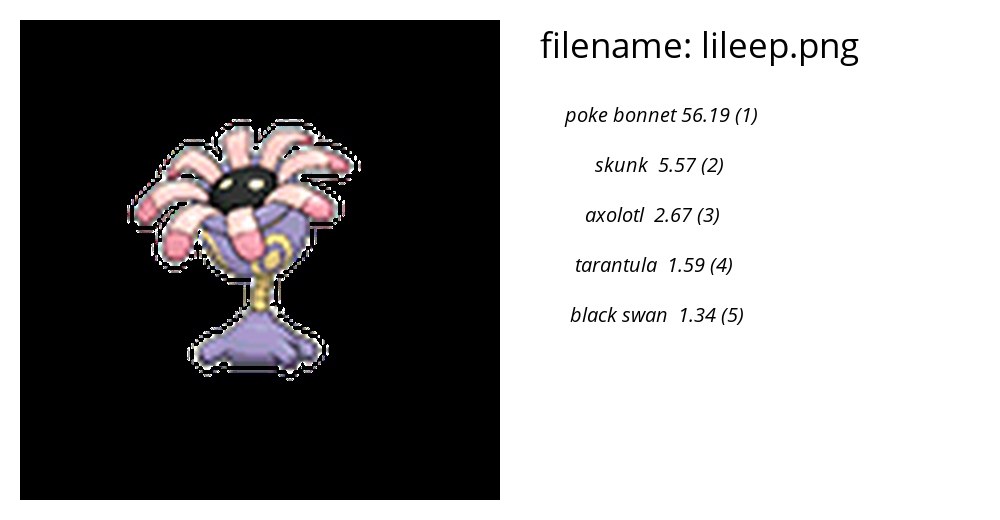 filename: lileep.png
poke bonnet 56.19 (1)
skunk 5.57 (2)
axolotl 2.67 (3)
tarantula 1.59 (4)
black swan 1.34 (5)